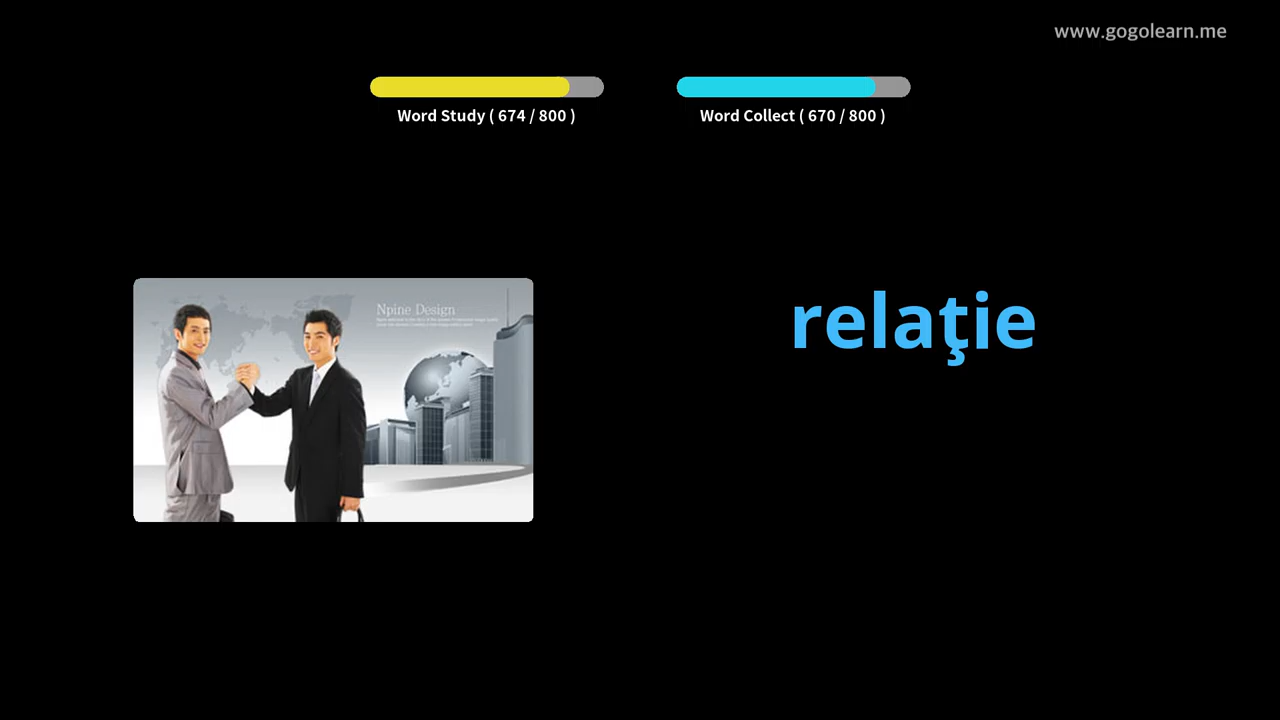 www.gogolearn.me
Word Study ( 674 / 800 )
Word Collect ( 670 / 800 )
Npine Design
relaţie